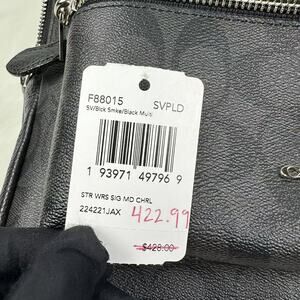 F88015 SVPLD
SV/Blck Smke/Black Multi
1 93971 49796 9
STR WRS SIG MD CHRL
224221JAX 422.99
$428.00